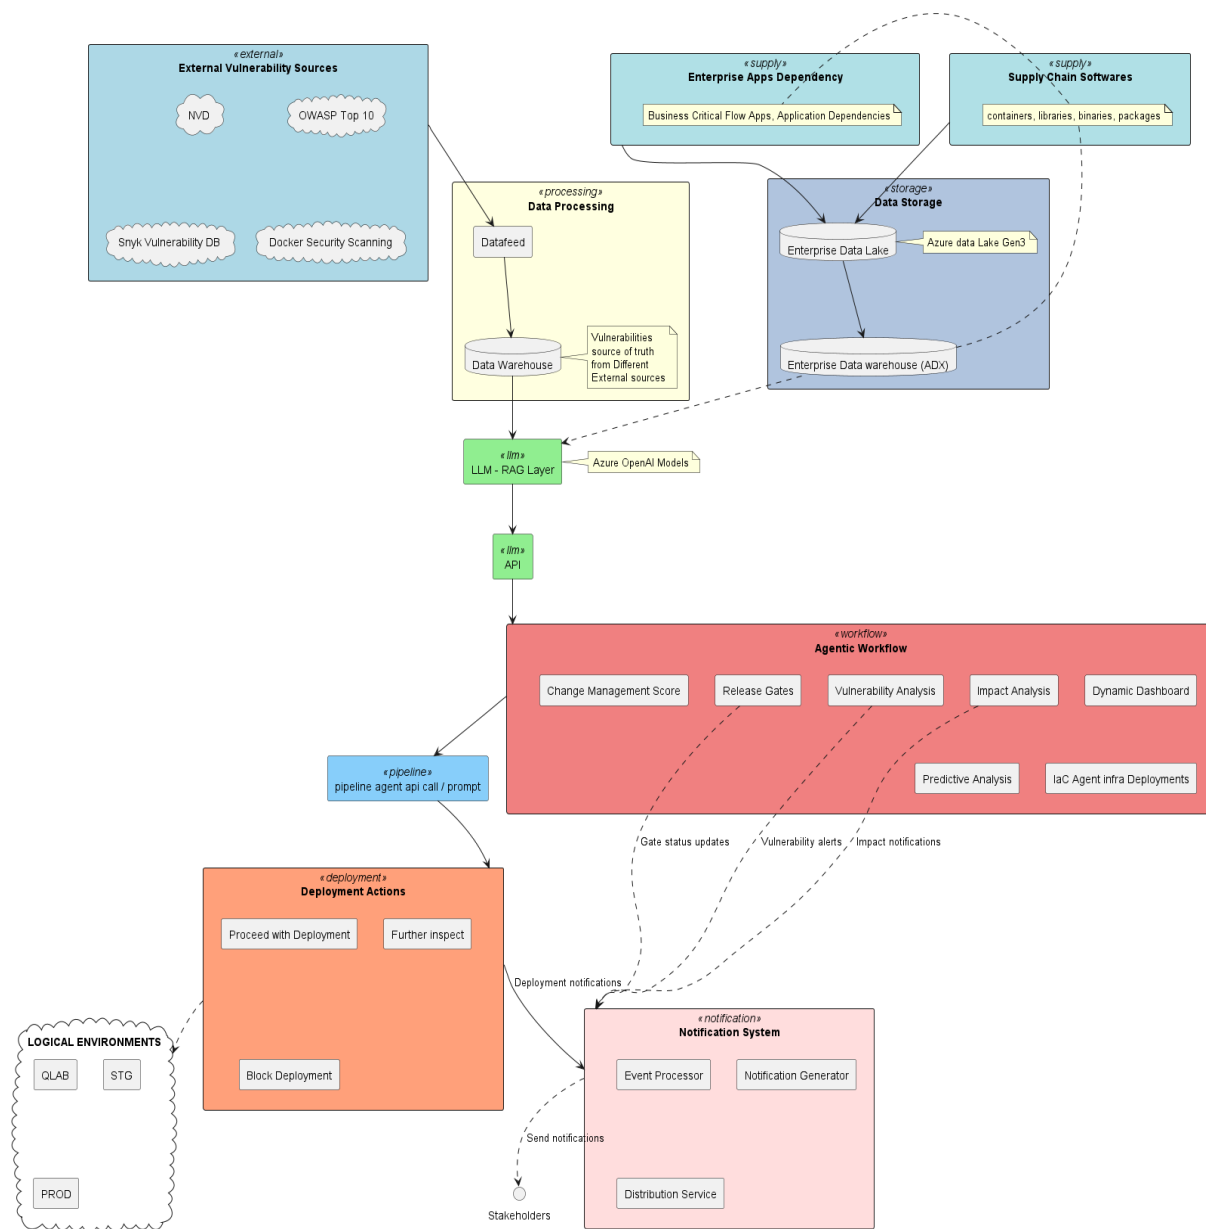 «external»
External Vulnerability Sources
NVD
OWASP Top 10
Snyk Vulnerability DB
Docker Security Scanning
«supply»
Enterprise Apps Dependency
Business Critical Flow Apps, Application Dependencies
«supply»
Supply Chain Softwares
containers, libraries, binaries, packages
«processing»
Data Processing
Datafeed
Data Warehouse
Vulnerabilities
source of truth
from Different
External sources
«storage»
Data Storage
Enterprise Data Lake
Azure data Lake Gen3
Enterprise Data warehouse (ADX)
«llm»
LLM - RAG Layer
Azure OpenAI Models
«llm»
API
«workflow»
Agentic Workflow
Change Management Score
Release Gates
Vulnerability Analysis
Impact Analysis
Dynamic Dashboard
Predictive Analysis
IaC Agent infra Deployments
«pipeline»
pipeline agent api call / prompt
Gate status updates
Vulnerability alerts
Impact notifications
«deployment»
Deployment Actions
Proceed with Deployment
Further inspect
Block Deployment
Deployment notifications
LOGICAL ENVIRONMENTS
QLAB
STG
PROD
«notification»
Notification System
Event Processor
Notification Generator
Distribution Service
Send notifications
Stakeholders